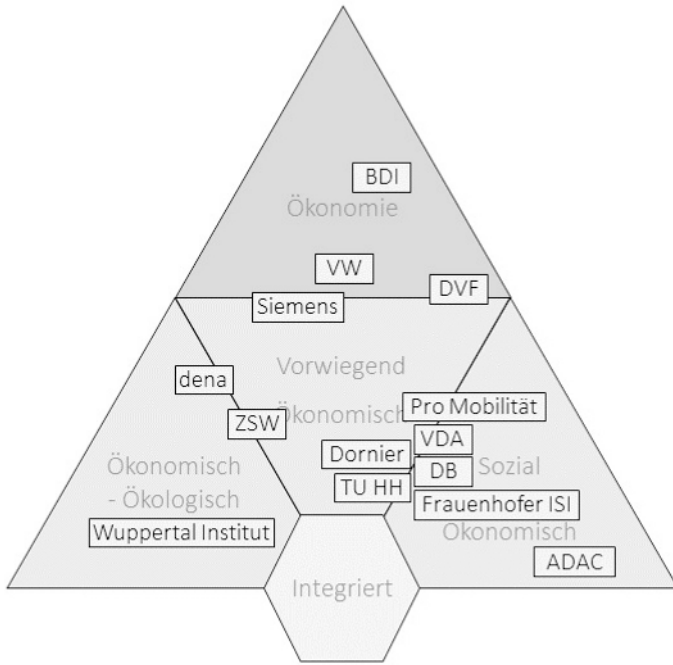 BDI
Ökonomie
VW
DVF
Siemens
Vorwiegend
dena
Pro Mobilität
Ökonomisch
ZSW
VDA
Dornier
Ökonomisch
- Ökologisch
DB
Sozial
TU HH
Frauenhofer ISI
Wuppertal Institut
Ökonomisch
ADAC
Integriert